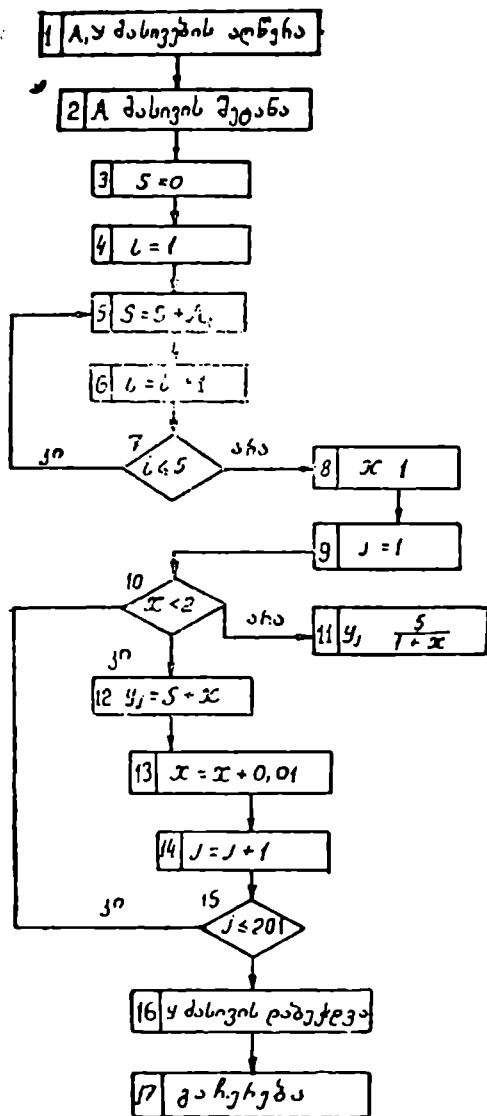 1 A, У მასივების აღწერა
2 A მასივის შეტანა
3 S = 0
4 i = 1
5 S = S + Ai
6 i = i 1
7
i ≤ 5
კი
არა
8 x 1
9 j = 1
10
x < 2
არა
11 yj S / 1 + x
კი
12 yj = S + x
13 x = x + 0,01
14 j = j + 1
15
j ≤ 201
კი
16 У მასივის დაბეჭდვა
17 გაჩერება